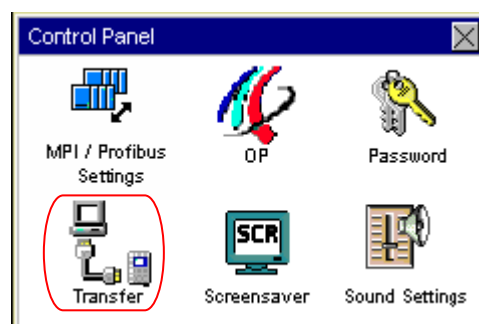 Control Panel
MPI / Profibus
Settings
OP
Password
SCR
Transfer
Screensaver
Sound Settings